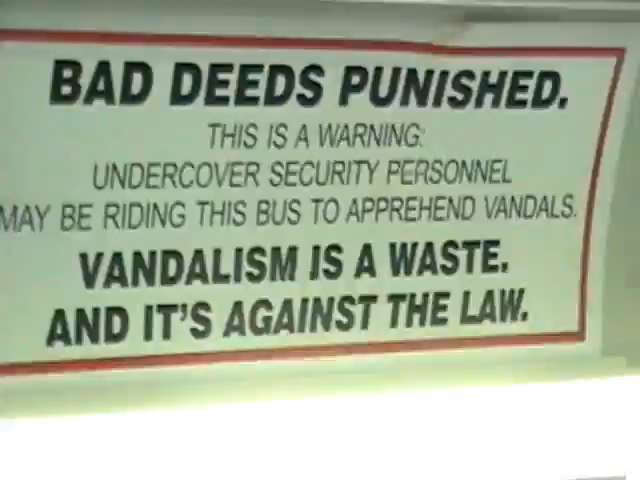 BAD DEEDS PUNISHED.
THIS IS A WARNING:
UNDERCOVER SECURITY PERSONNEL
MAY BE RIDING THIS BUS TO APPREHEND VANDALS.
VANDALISM IS A WASTE.
AND IT'S AGAINST THE LAW.